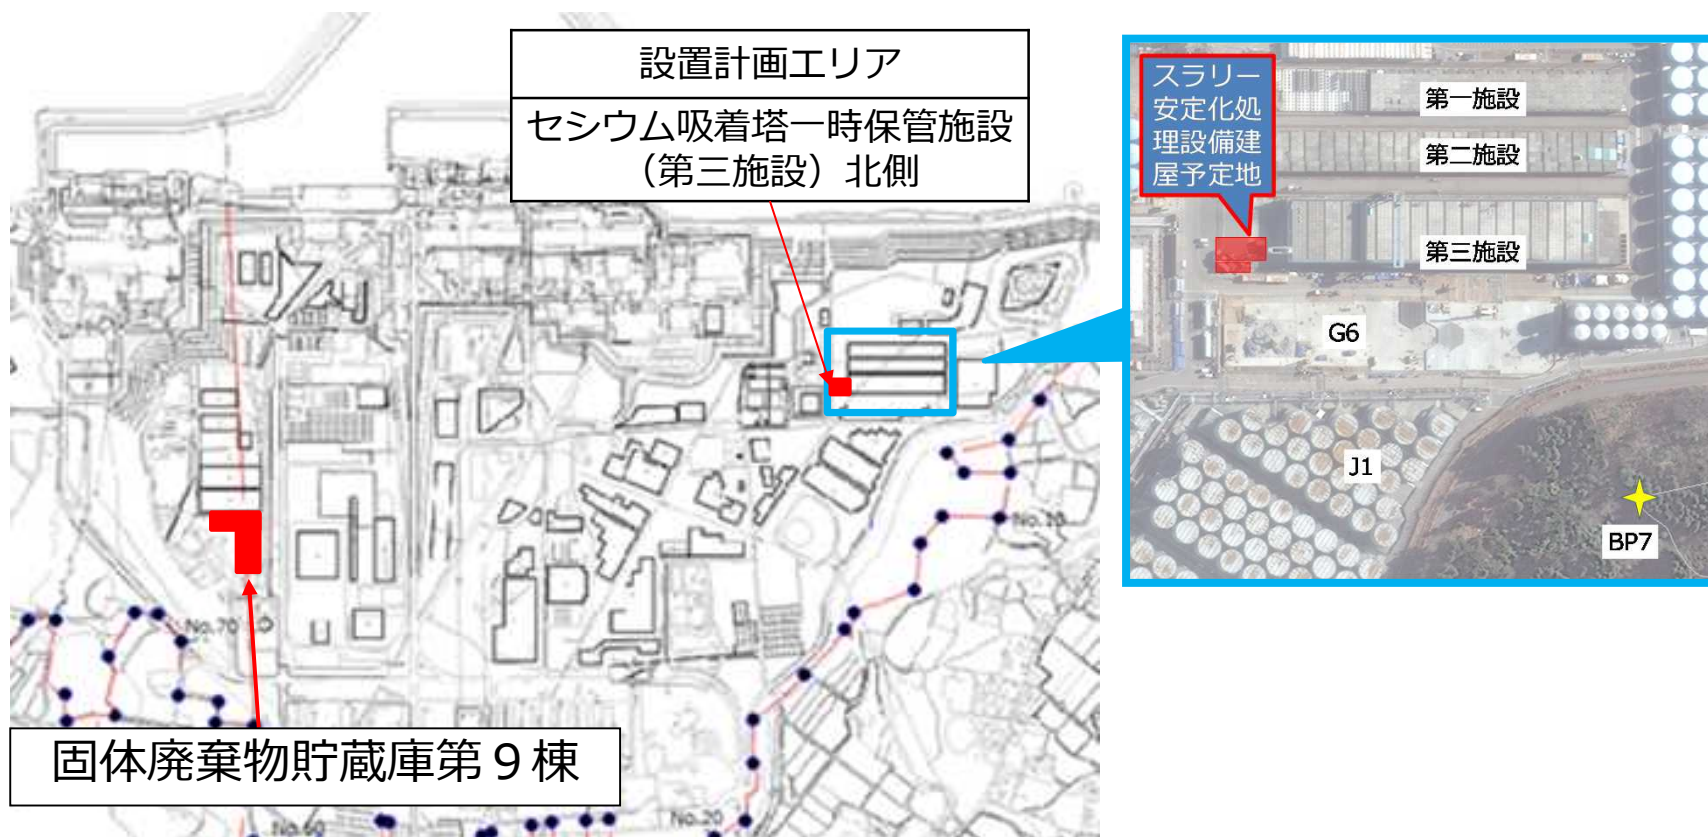 設置計画エリア
セシウム吸着塔一時保管施設
（第三施設）北側
スラリー
安定化処
理設備建
屋予定地
第一施設
第二施設
第三施設
G6
J1
BP7
No.10
No.70
固体廃棄物貯蔵庫第９棟
No.60
No.20